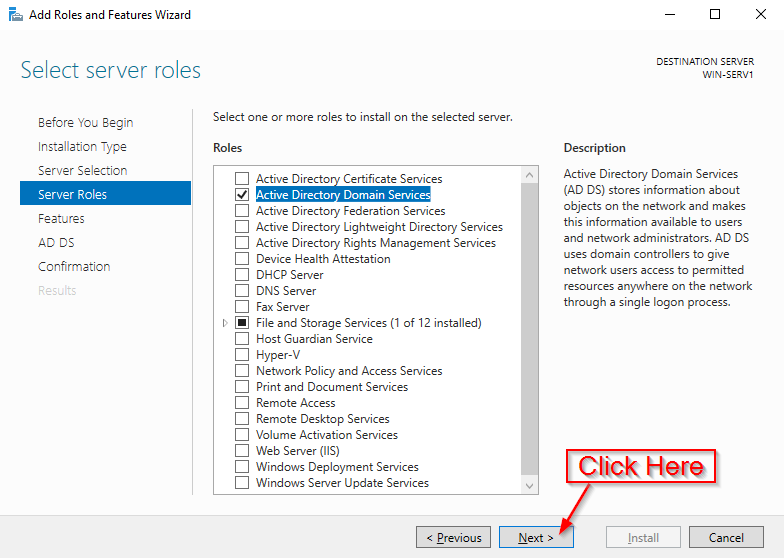 Add Roles and Features Wizard
Select server roles
DESTINATION SERVER
WIN-SERV1
Before You Begin
Installation Type
Server Selection
Server Roles
Features
AD DS
Confirmation
Results
Select one or more roles to install on the selected server.
Roles
Active Directory Certificate Services
Active Directory Domain Services
Active Directory Federation Services
Active Directory Lightweight Directory Services
Active Directory Rights Management Services
Device Health Attestation
DHCP Server
DNS Server
Fax Server
File and Storage Services (1 of 12 installed)
Host Guardian Service
Hyper-V
Network Policy and Access Services
Print and Document Services
Remote Access
Remote Desktop Services
Volume Activation Services
Web Server (IIS)
Windows Deployment Services
Windows Server Update Services
Description
Active Directory Domain Services
(AD DS) stores information about
objects on the network and makes
this information available to users
and network administrators. AD DS
uses domain controllers to give
network users access to permitted
resources anywhere on the network
through a single logon process.
Click Here
< Previous
Next >
Install
Cancel